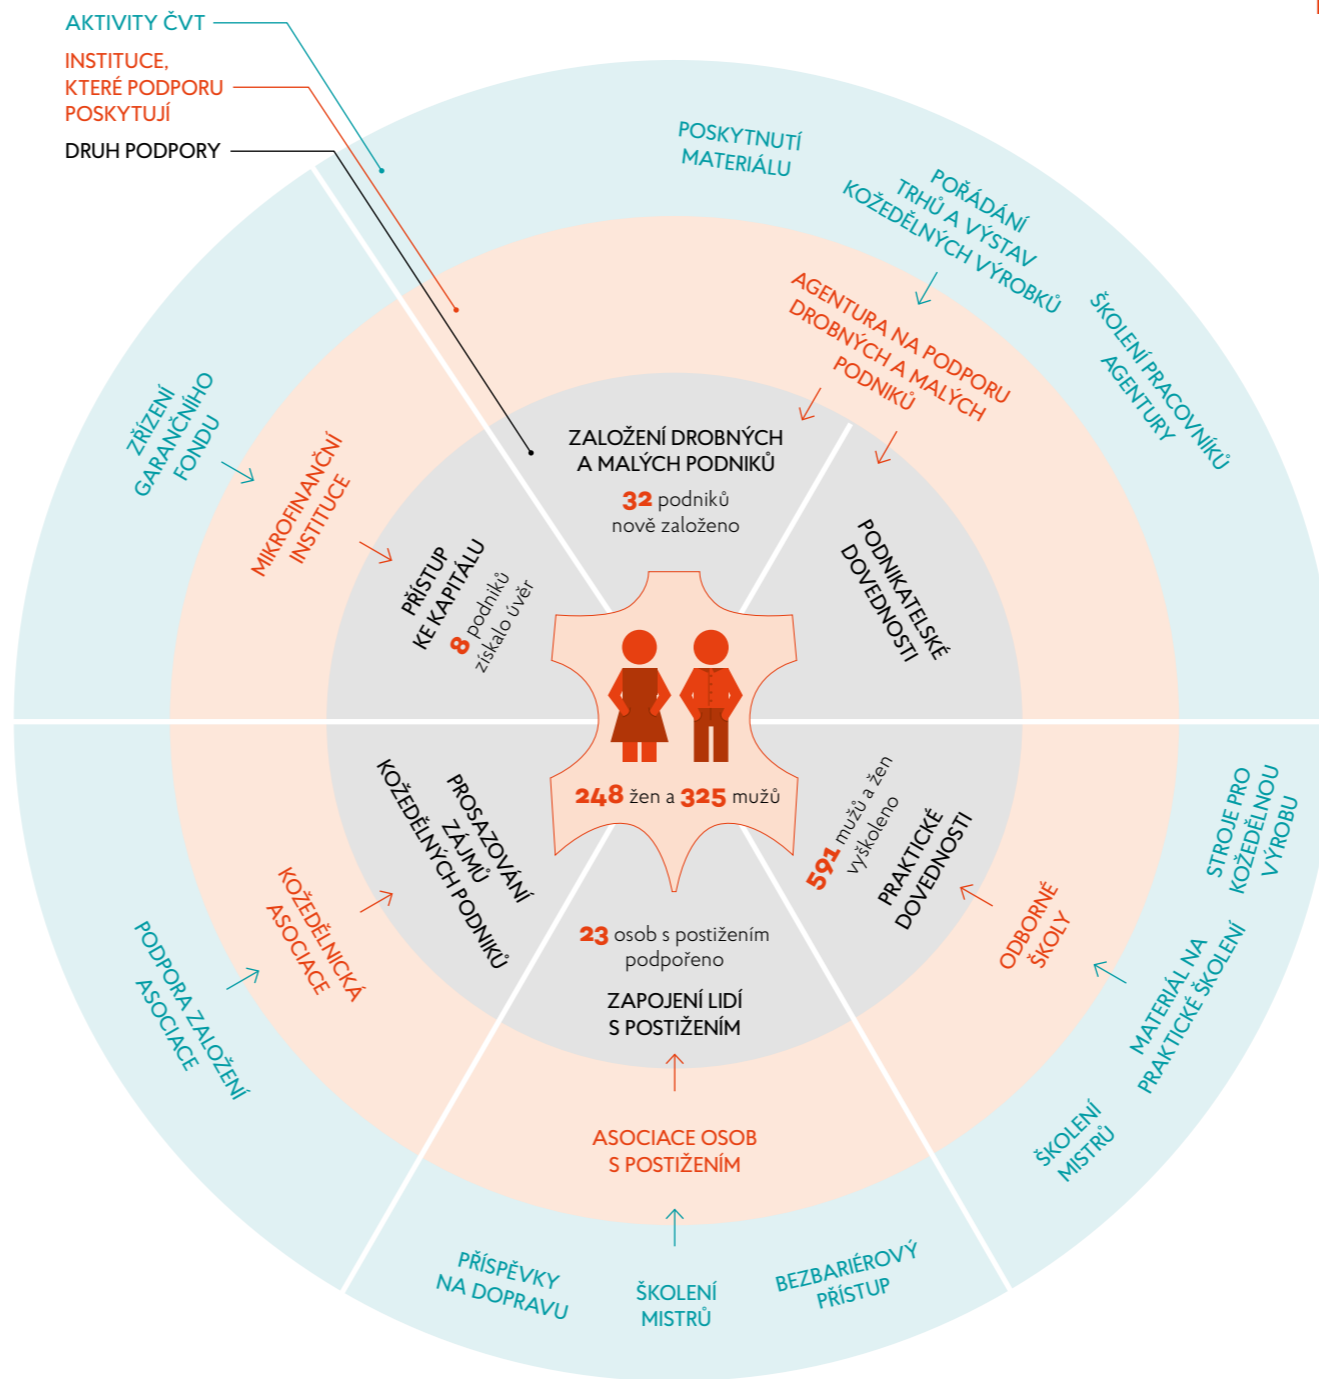 AKTIVITY ČVT
INSTITUCE,
KTERÉ PODPORU
POSKYTUJÍ
DRUH PODPORY
POSKYTNUTÍ
MATERIÁLU
POŘÁDÁNÍ
TRHŮ A VÝSTAV
KOŽEDĚLNÝCH VÝROBKŮ
ŠKOLENÍ PRACOVNÍKŮ
AGENTURY
AGENTURA NA PODPORU
DROBNÝCH A MALÝCH
PODNIKŮ
ZALOŽENÍ DROBNÝCH
A MALÝCH PODNIKŮ
32 podniků
nově založeno
PODNIKATELSKÉ
DOVEDNOSTI
ZŘÍZENÍ
GARANČNÍHO
FONDU
MIKROFINANČNÍ
INSTITUCE
PŘÍSTUP
KE KAPITÁLU
8 podniků
získalo úvěr
248 žen a 325 mužů
591 mužů a žen
vyškoleno
PRAKTICKÉ
DOVEDNOSTI
ODBORNÉ
ŠKOLY
STROJE PRO
KOŽEDĚLNOU
VÝROBU
MATERIÁL NA
PRAKTICKÉ ŠKOLENÍ
ŠKOLENÍ
MISTRŮ
PROSAZOVÁNÍ
ZÁJMŮ
KOŽEDĚLNÝCH PODNIKŮ
KOŽEDĚLNICKÁ
ASOCIACE
PODPORA ZALOŽENÍ
ASOCIACE
23 osob s postižením
podpořeno
ZAPOJENÍ LIDÍ
S POSTIŽENÍM
ASOCIACE OSOB
S POSTIŽENÍM
PŘÍSPĚVKY
NA DOPRAVU
ŠKOLENÍ
MISTRŮ
BEZBARIÉROVÝ
PŘÍSTUP